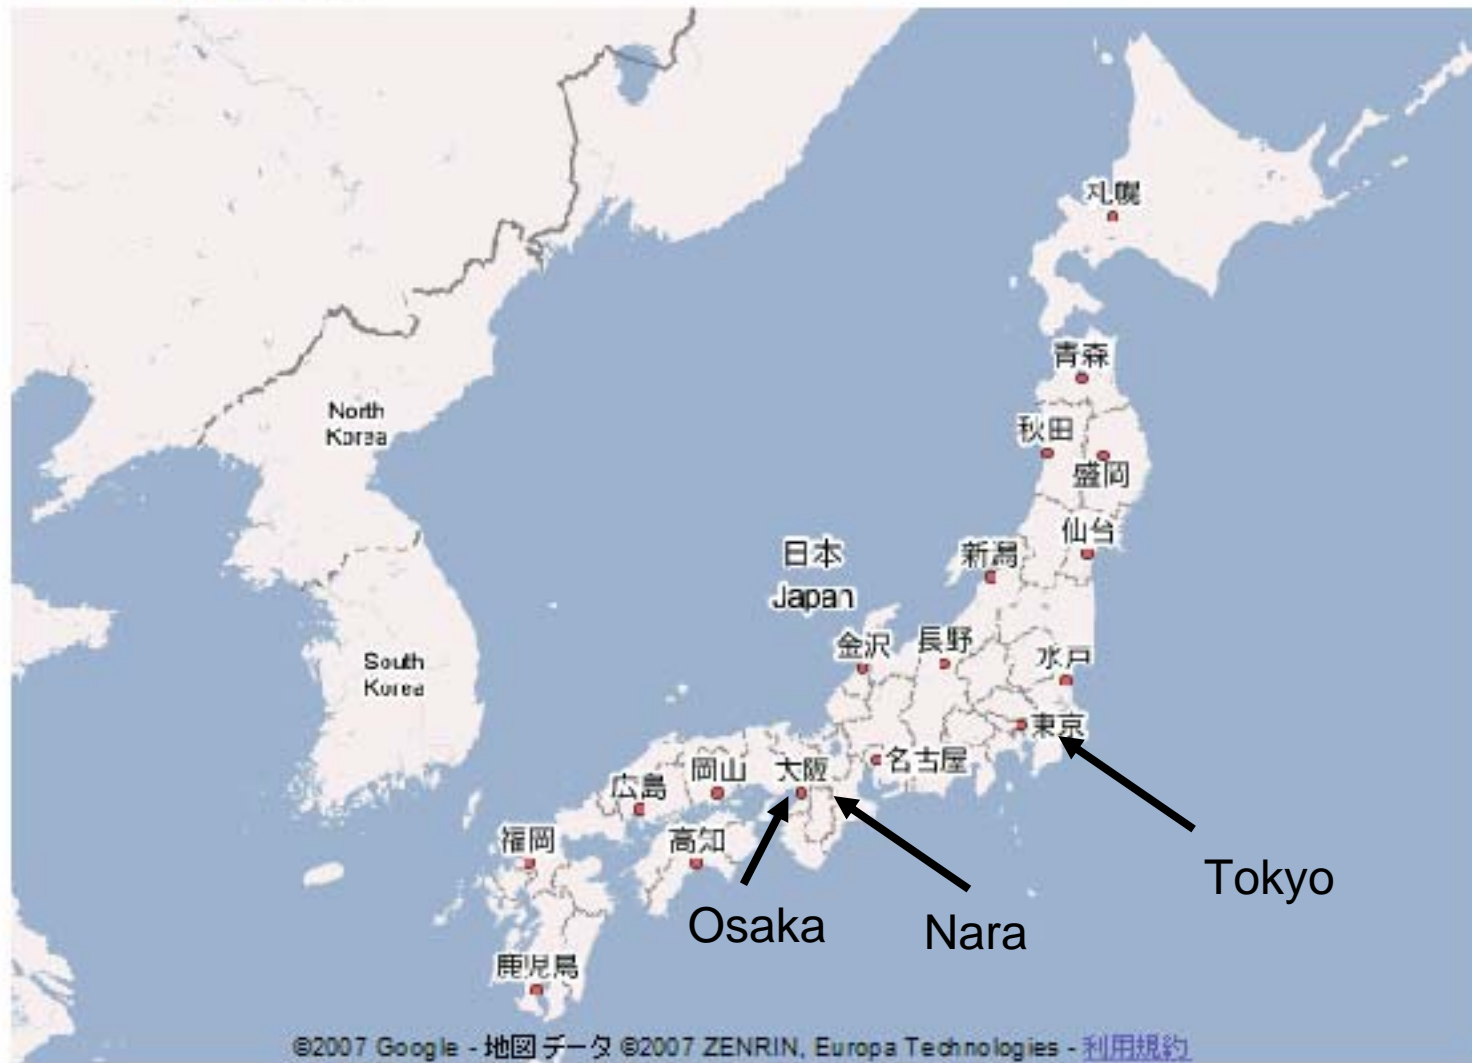 札幌
青森
North
Korea
秋田
盛岡
仙台
日本
新潟
Japan
金沢
長野
水戸
South
Korea
東京
名古屋
大阪
岡山
広島
福岡
高知
Tokyo
Osaka
Nara
鹿児島
©2007 Google - 地図データ ©2007 ZENRIN, Europa Technologies - 利用規約